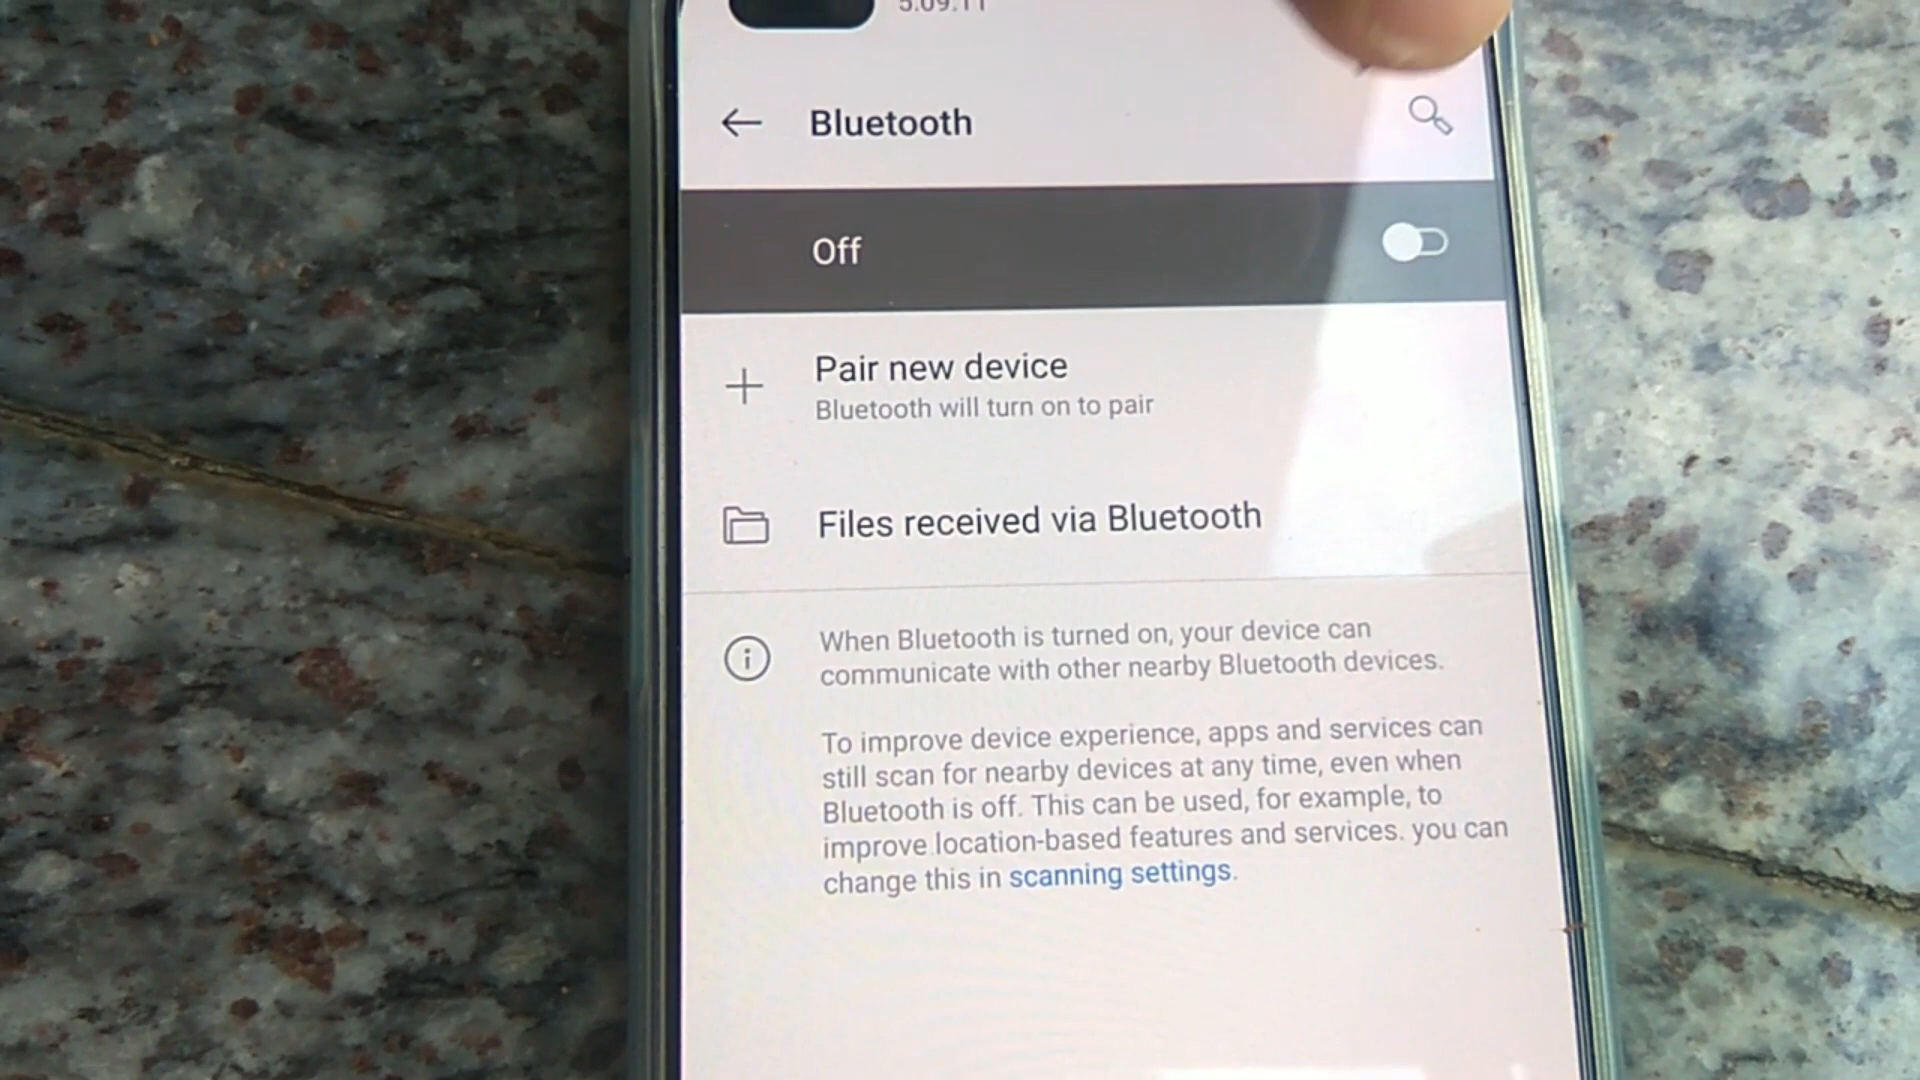 5:09:11
Bluetooth
Off
Pair new device
Bluetooth will turn on to pair
Files received via Bluetooth
When Bluetooth is turned on, your device can
communicate with other nearby Bluetooth devices.
To improve device experience, apps and services can
still scan for nearby devices at any time, even when
Bluetooth is off. This can be used, for example, to
improve location-based features and services. you can
change this in scanning settings.